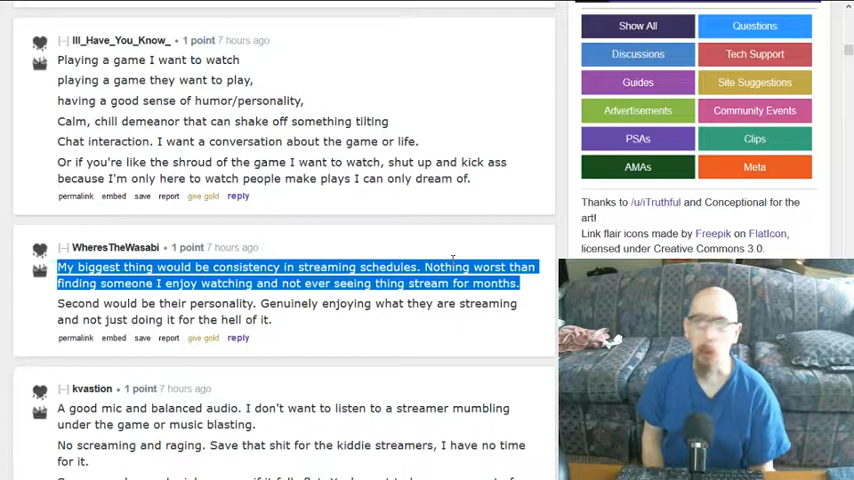 [–] Ill_Have_You_Know_ • 1 point 7 hours ago
Playing a game I want to watch
playing a game they want to play,
having a good sense of humor/personality,
Calm, chill demeanor that can shake off something tilting
Chat interaction. I want a conversation about the game or life.
Or if you're like the shroud of the game I want to watch, shut up and kick ass
because I'm only here to watch people make plays I can only dream of.
permalink embed save report give gold reply
[–] WheresTheWasabi • 1 point 7 hours ago
My biggest thing would be consistency in streaming schedules. Nothing worst than
finding someone I enjoy watching and not ever seeing thing stream for months.
Second would be their personality. Genuinely enjoying what they are streaming
and not just doing it for the hell of it.
permalink embed save report give gold reply
[–] kvastion • 1 point 7 hours ago
A good mic and balanced audio. I don't want to listen to a streamer mumbling
under the game or music blasting.
No screaming and raging. Save that shit for the kiddie streamers, I have no time
for it.
Show All Questions
Discussions Tech Support
Guides Site Suggestions
Advertisements Community Events
PSAs Clips
AMAs Meta
Thanks to /u/iTruthful and Conceptional for the
art!
Link flair icons made by Freepik on FlatIcon,
licensed under Creative Commons 3.0.